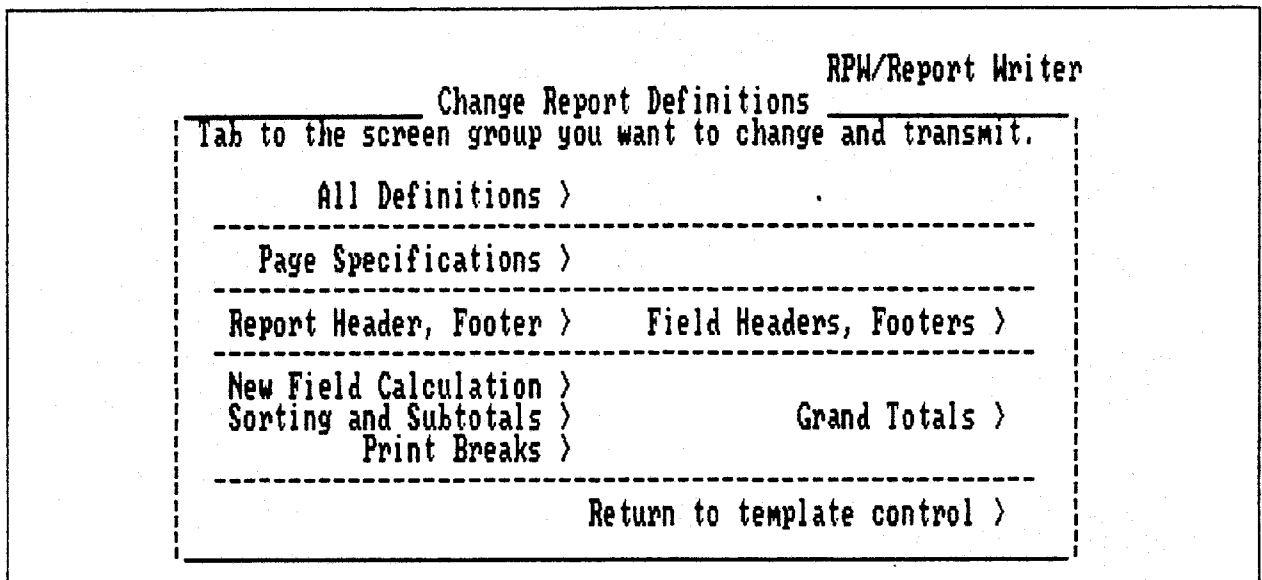 RPW/Report Writer
Change Report Definitions
Tab to the screen group you want to change and transmit.
All Definitions >
Page Specifications >
Report Header, Footer > Field Headers, Footers >
New Field Calculation >
Sorting and Subtotals > Grand Totals >
Print Breaks >
Return to template control >